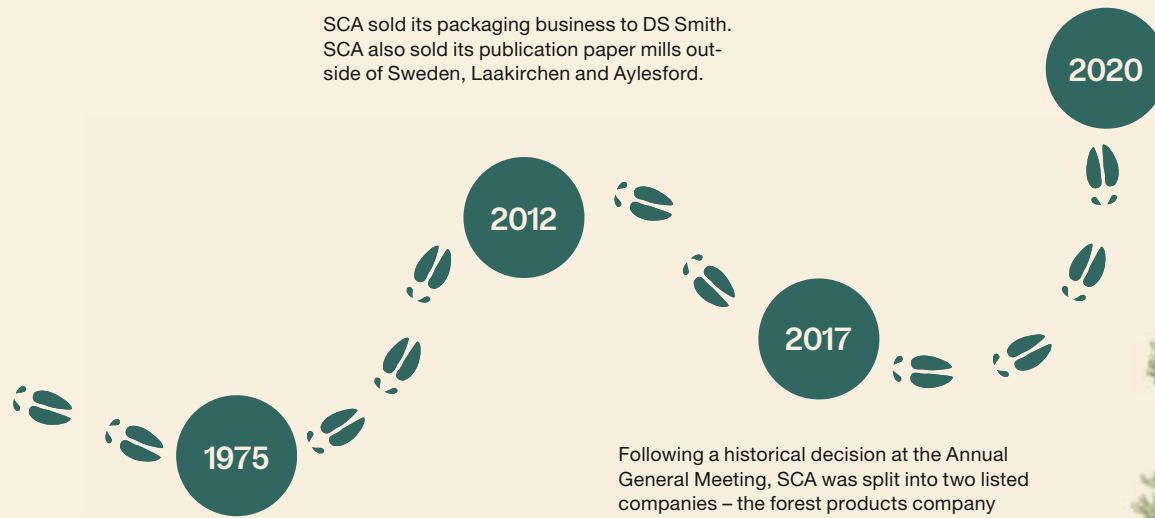 SCA sold its packaging business to DS Smith.
SCA also sold its publication paper mills out-
side of Sweden, Laakirchen and Aylesford.
2020
2012
2017
1975
Following a historical decision at the Annual
General Meeting, SCA was split into two listed
companies – the forest products company